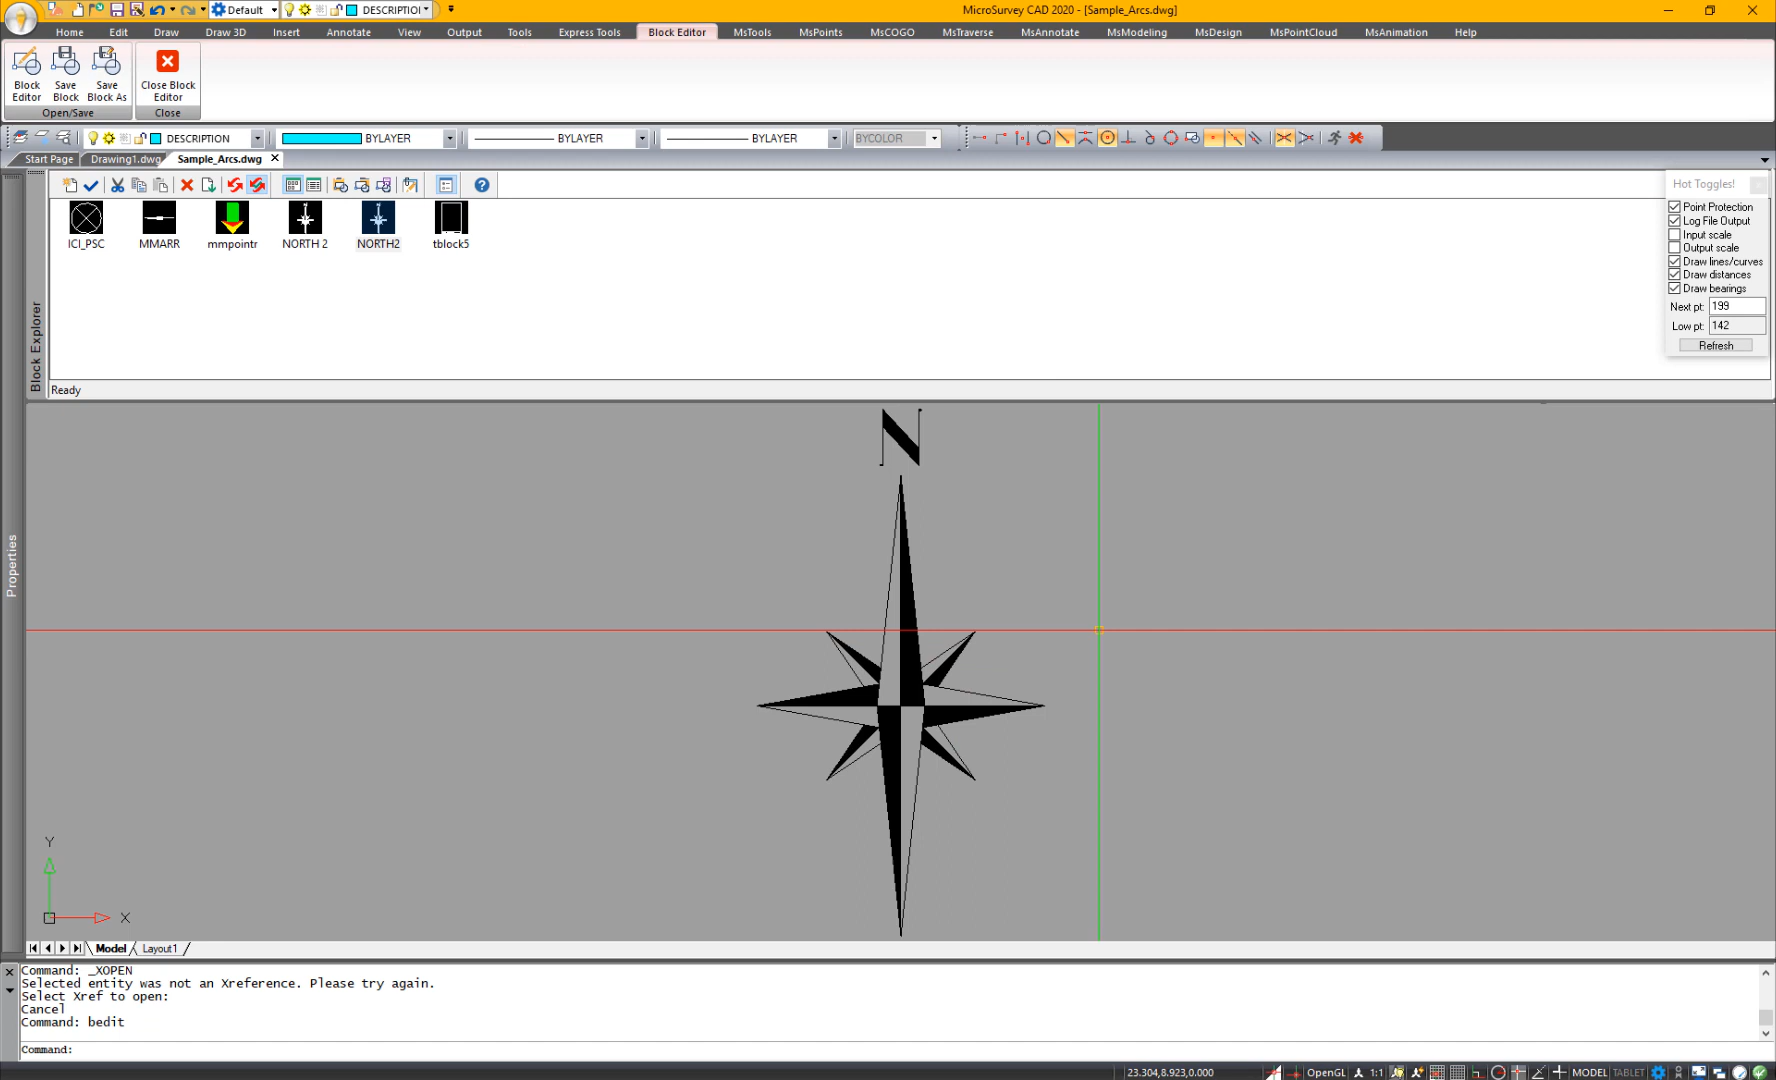 Default
DESCRIPTIOI
MicroSurvey CAD 2020 - [Sample_Arcs.dwg]
Home Edit Draw Draw 3D Insert Annotate View Output Tools Express Tools Block Editor MsTools MsPoints MsCOGO MsTraverse MsAnnotate MsModeling MsDesign MsPointCloud MsAnimation Help
Block Editor
Save Block
Save Block As
Close Block Editor
Open/Save
Close
DESCRIPTION BYLAYER BYLAYER BYLAYER BYCOLOR
Start Page Drawing1.dwg Sample_Arcs.dwg
Hot Toggles!
Point Protection
Log File Output
Input scale
Output scale
Draw lines/curves
Draw distances
Draw bearings
Next pt: 199
Low pt: 142
Refresh
ICI_PSC MMARR mmpointr NORTH 2 NORTH2 tblock5
Block Explorer
Ready
Properties
N
Y
X
Model Layout1
Command: _XOPEN
Selected entity was not an Xreference. Please try again.
Select Xref to open:
Cancel
Command: bedit
Command:
23.304,8.923,0.000 OpenGL 1:1 MODEL TABLET